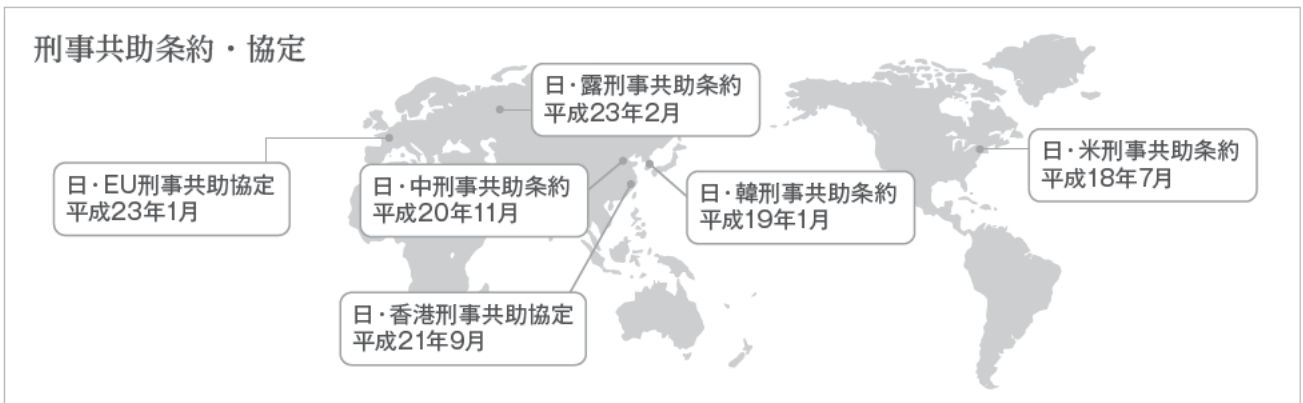 刑事共助条約・協定
日・露刑事共助条約
平成23年2月
日・米刑事共助条約
平成18年7月
日・EU刑事共助協定
平成23年1月
日・中刑事共助条約
平成20年11月
日・韓刑事共助条約
平成19年1月
日・香港刑事共助協定
平成21年9月